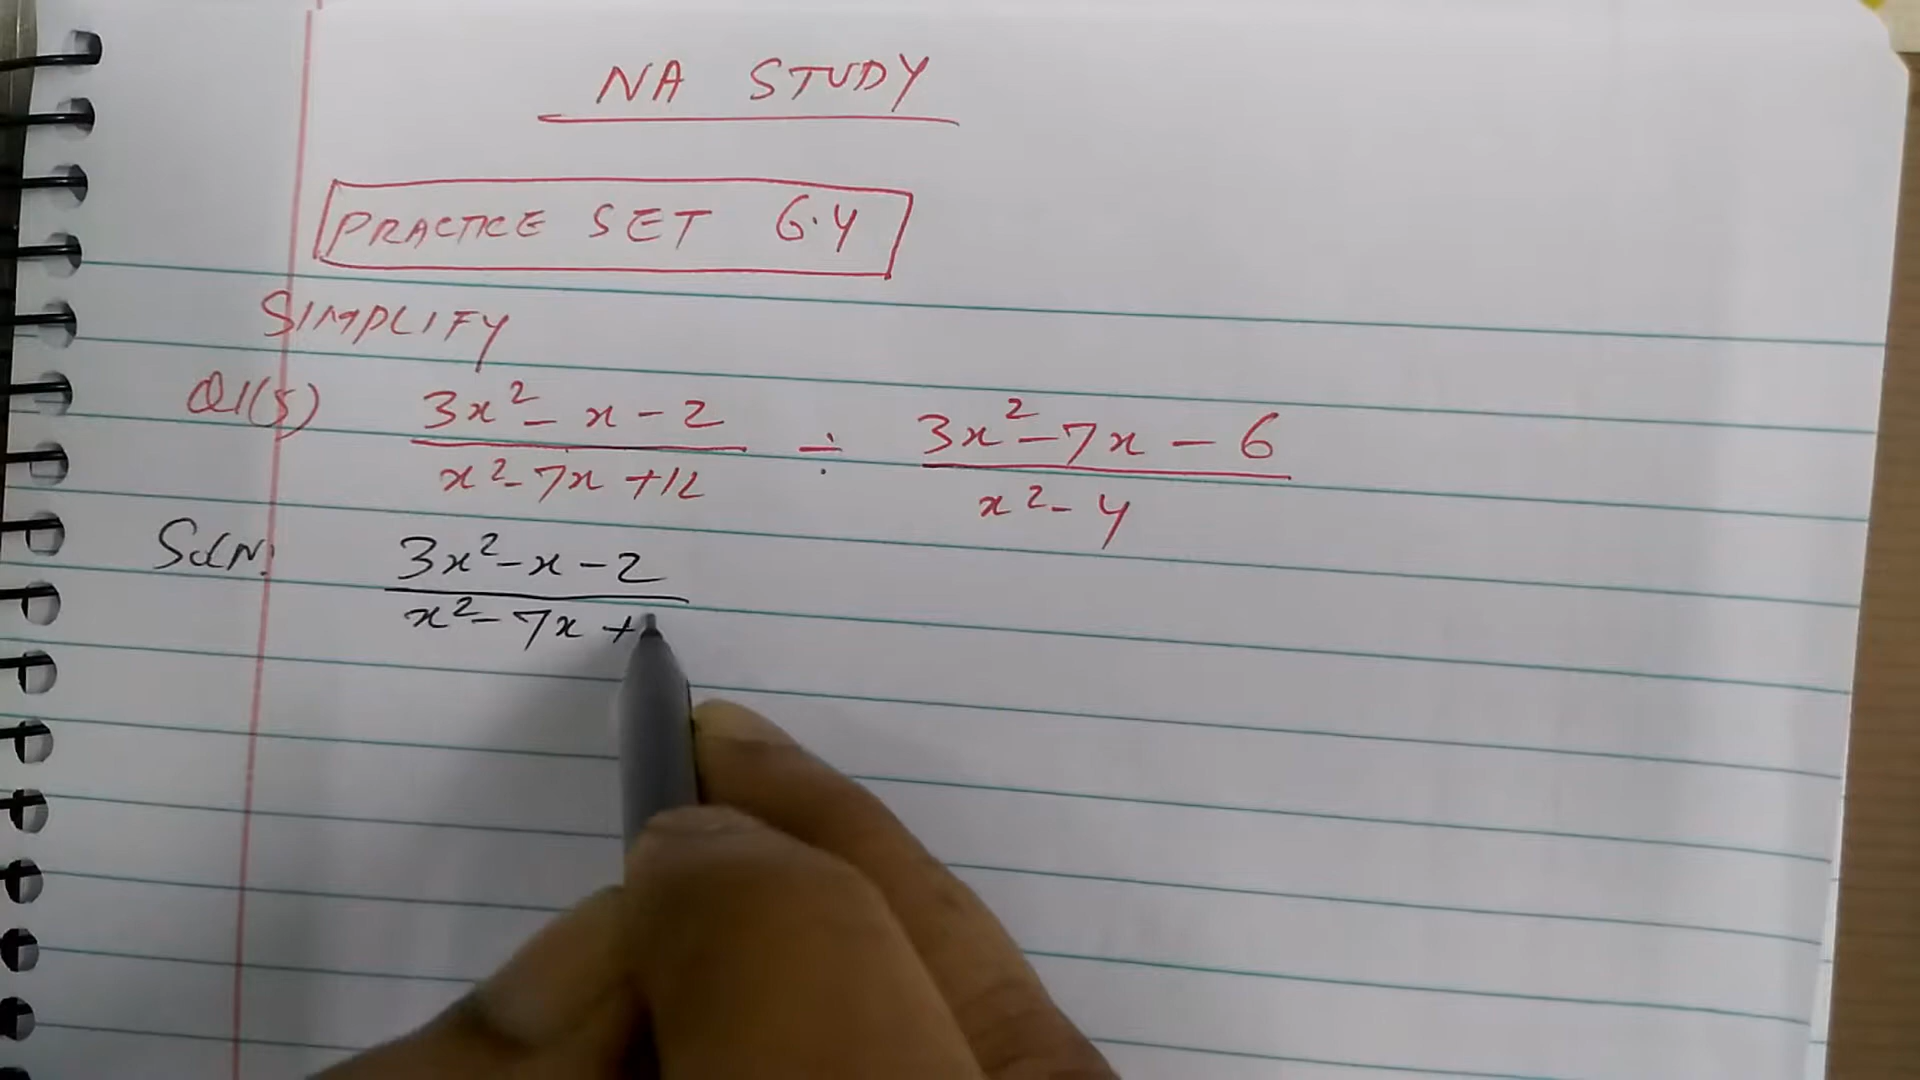 NA STUDY
PRACTICE SET 6.4
SIMPLIFY
Q1(5) 3x² - x - 2 / x² - 7x + 12 ÷ 3x² - 7x - 6 / x² - 4
SolN: 3x² - x - 2 / x² - 7x +